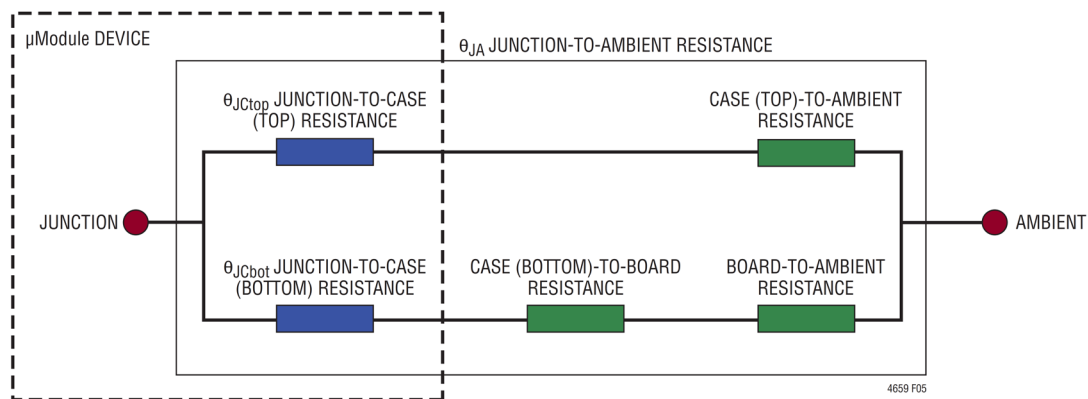 µModule DEVICE
θJA JUNCTION-TO-AMBIENT RESISTANCE
θJCtop JUNCTION-TO-CASE
(TOP) RESISTANCE
CASE (TOP)-TO-AMBIENT
RESISTANCE
JUNCTION
AMBIENT
θJCbot JUNCTION-TO-CASE
(BOTTOM) RESISTANCE
CASE (BOTTOM)-TO-BOARD
RESISTANCE
BOARD-TO-AMBIENT
RESISTANCE
4659 F05